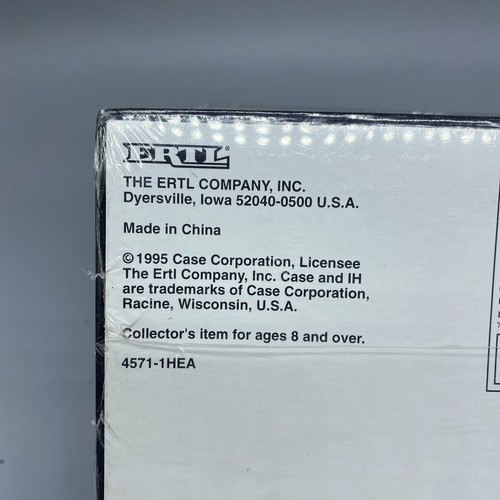 ERTL®
THE ERTL COMPANY, INC.
Dyersville, Iowa 52040-0500 U.S.A.
Made in China
©1995 Case Corporation, Licensee
The Ertl Company, Inc. Case and IH
are trademarks of Case Corporation,
Racine, Wisconsin, U.S.A.
Collector's item for ages 8 and over.
4571-1HEA